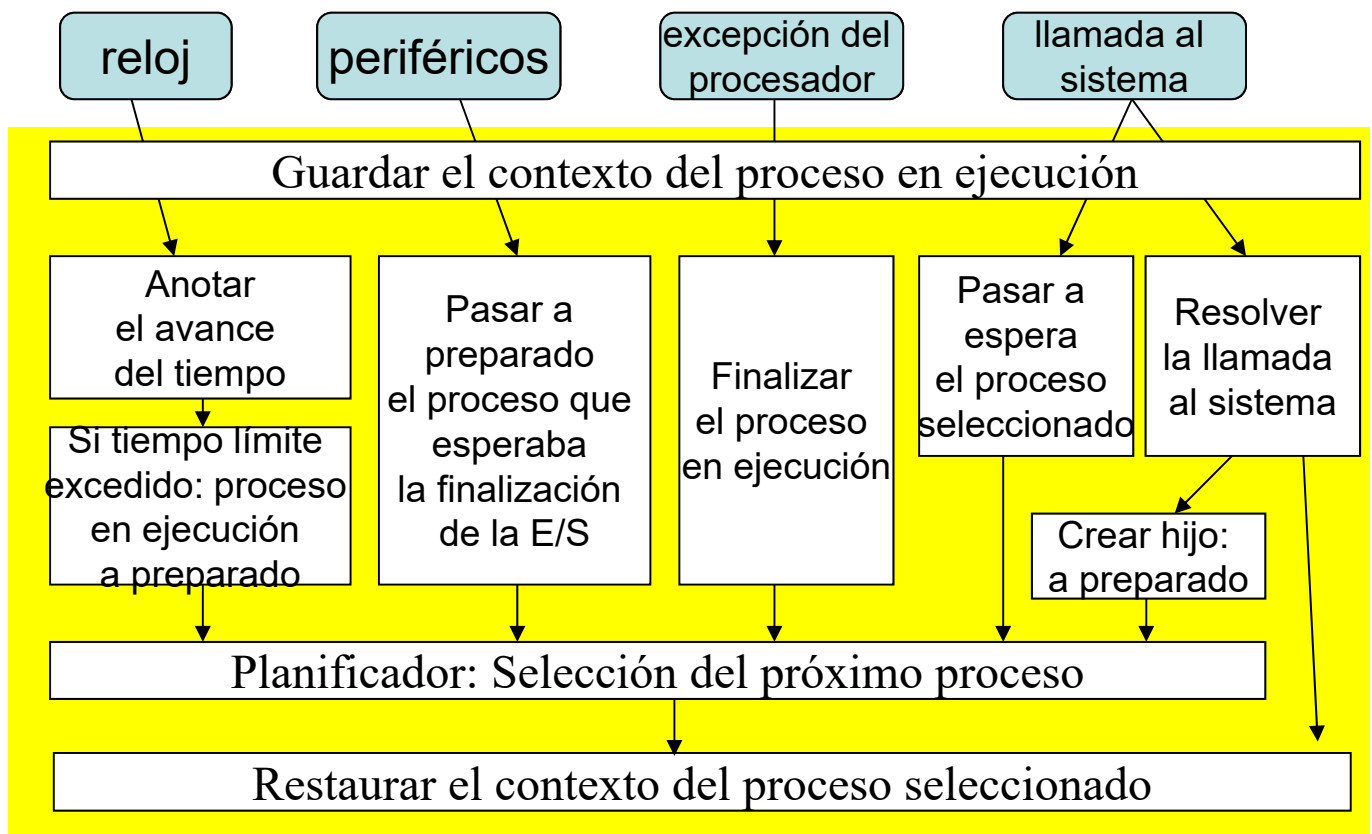 reloj
periféricos
excepción del
procesador
llamada al
sistema
Guardar el contexto del proceso en ejecución
Anotar
el avance
del tiempo
Si tiempo límite
excedido: proceso
en ejecución
a preparado
Pasar a
preparado
el proceso que
esperaba
la finalización
de la E/S
Finalizar
el proceso
en ejecución
Pasar a
espera
el proceso
seleccionado
Resolver
la llamada
al sistema
Crear hijo:
a preparado
Planificador: Selección del próximo proceso
Restaurar el contexto del proceso seleccionado